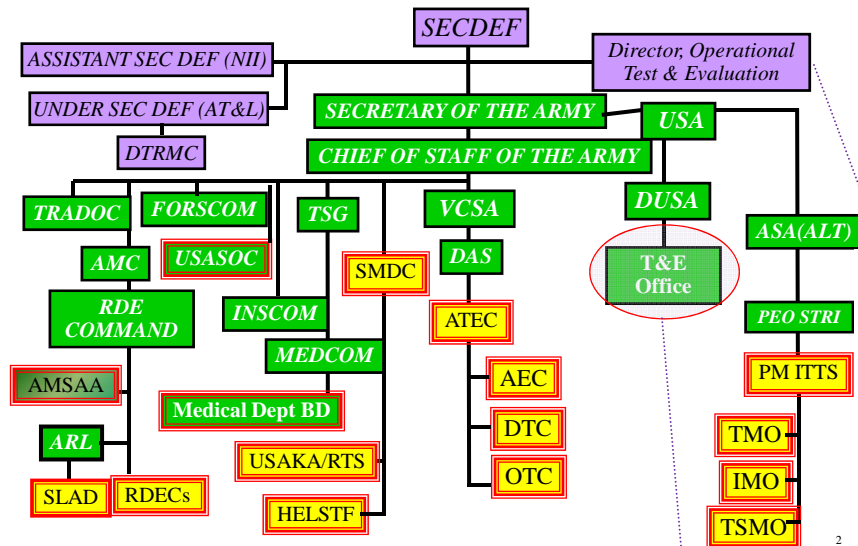 SECDEF
ASSISTANT SEC DEF (NII)
Director, Operational
Test & Evaluation
UNDER SEC DEF (AT&L)
SECRETARY OF THE ARMY
USA
DTRMC
CHIEF OF STAFF OF THE ARMY
TRADOC
FORSCOM
TSG
VCSA
DUSA
ASA(ALT)
AMC
USASOC
SMDC
DAS
T&E
Office
RDE
COMMAND
INSCOM
ATEC
PEO STRI
MEDCOM
AMSAA
AEC
PM ITTS
Medical Dept BD
ARL
DTC
TMO
USAKA/RTS
SLAD
RDECs
OTC
IMO
HELSTF
TSMO
2